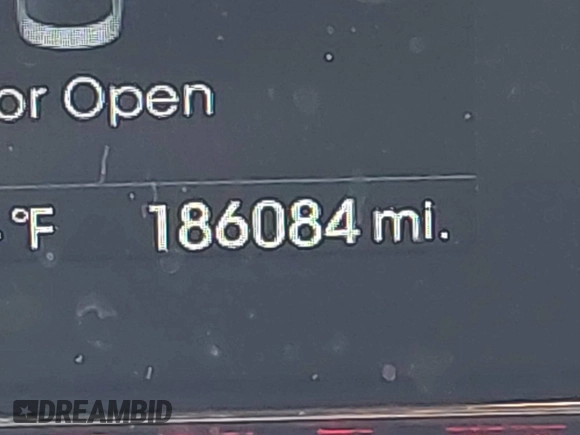 or Open
°F 186084 mi.
DREAMBID